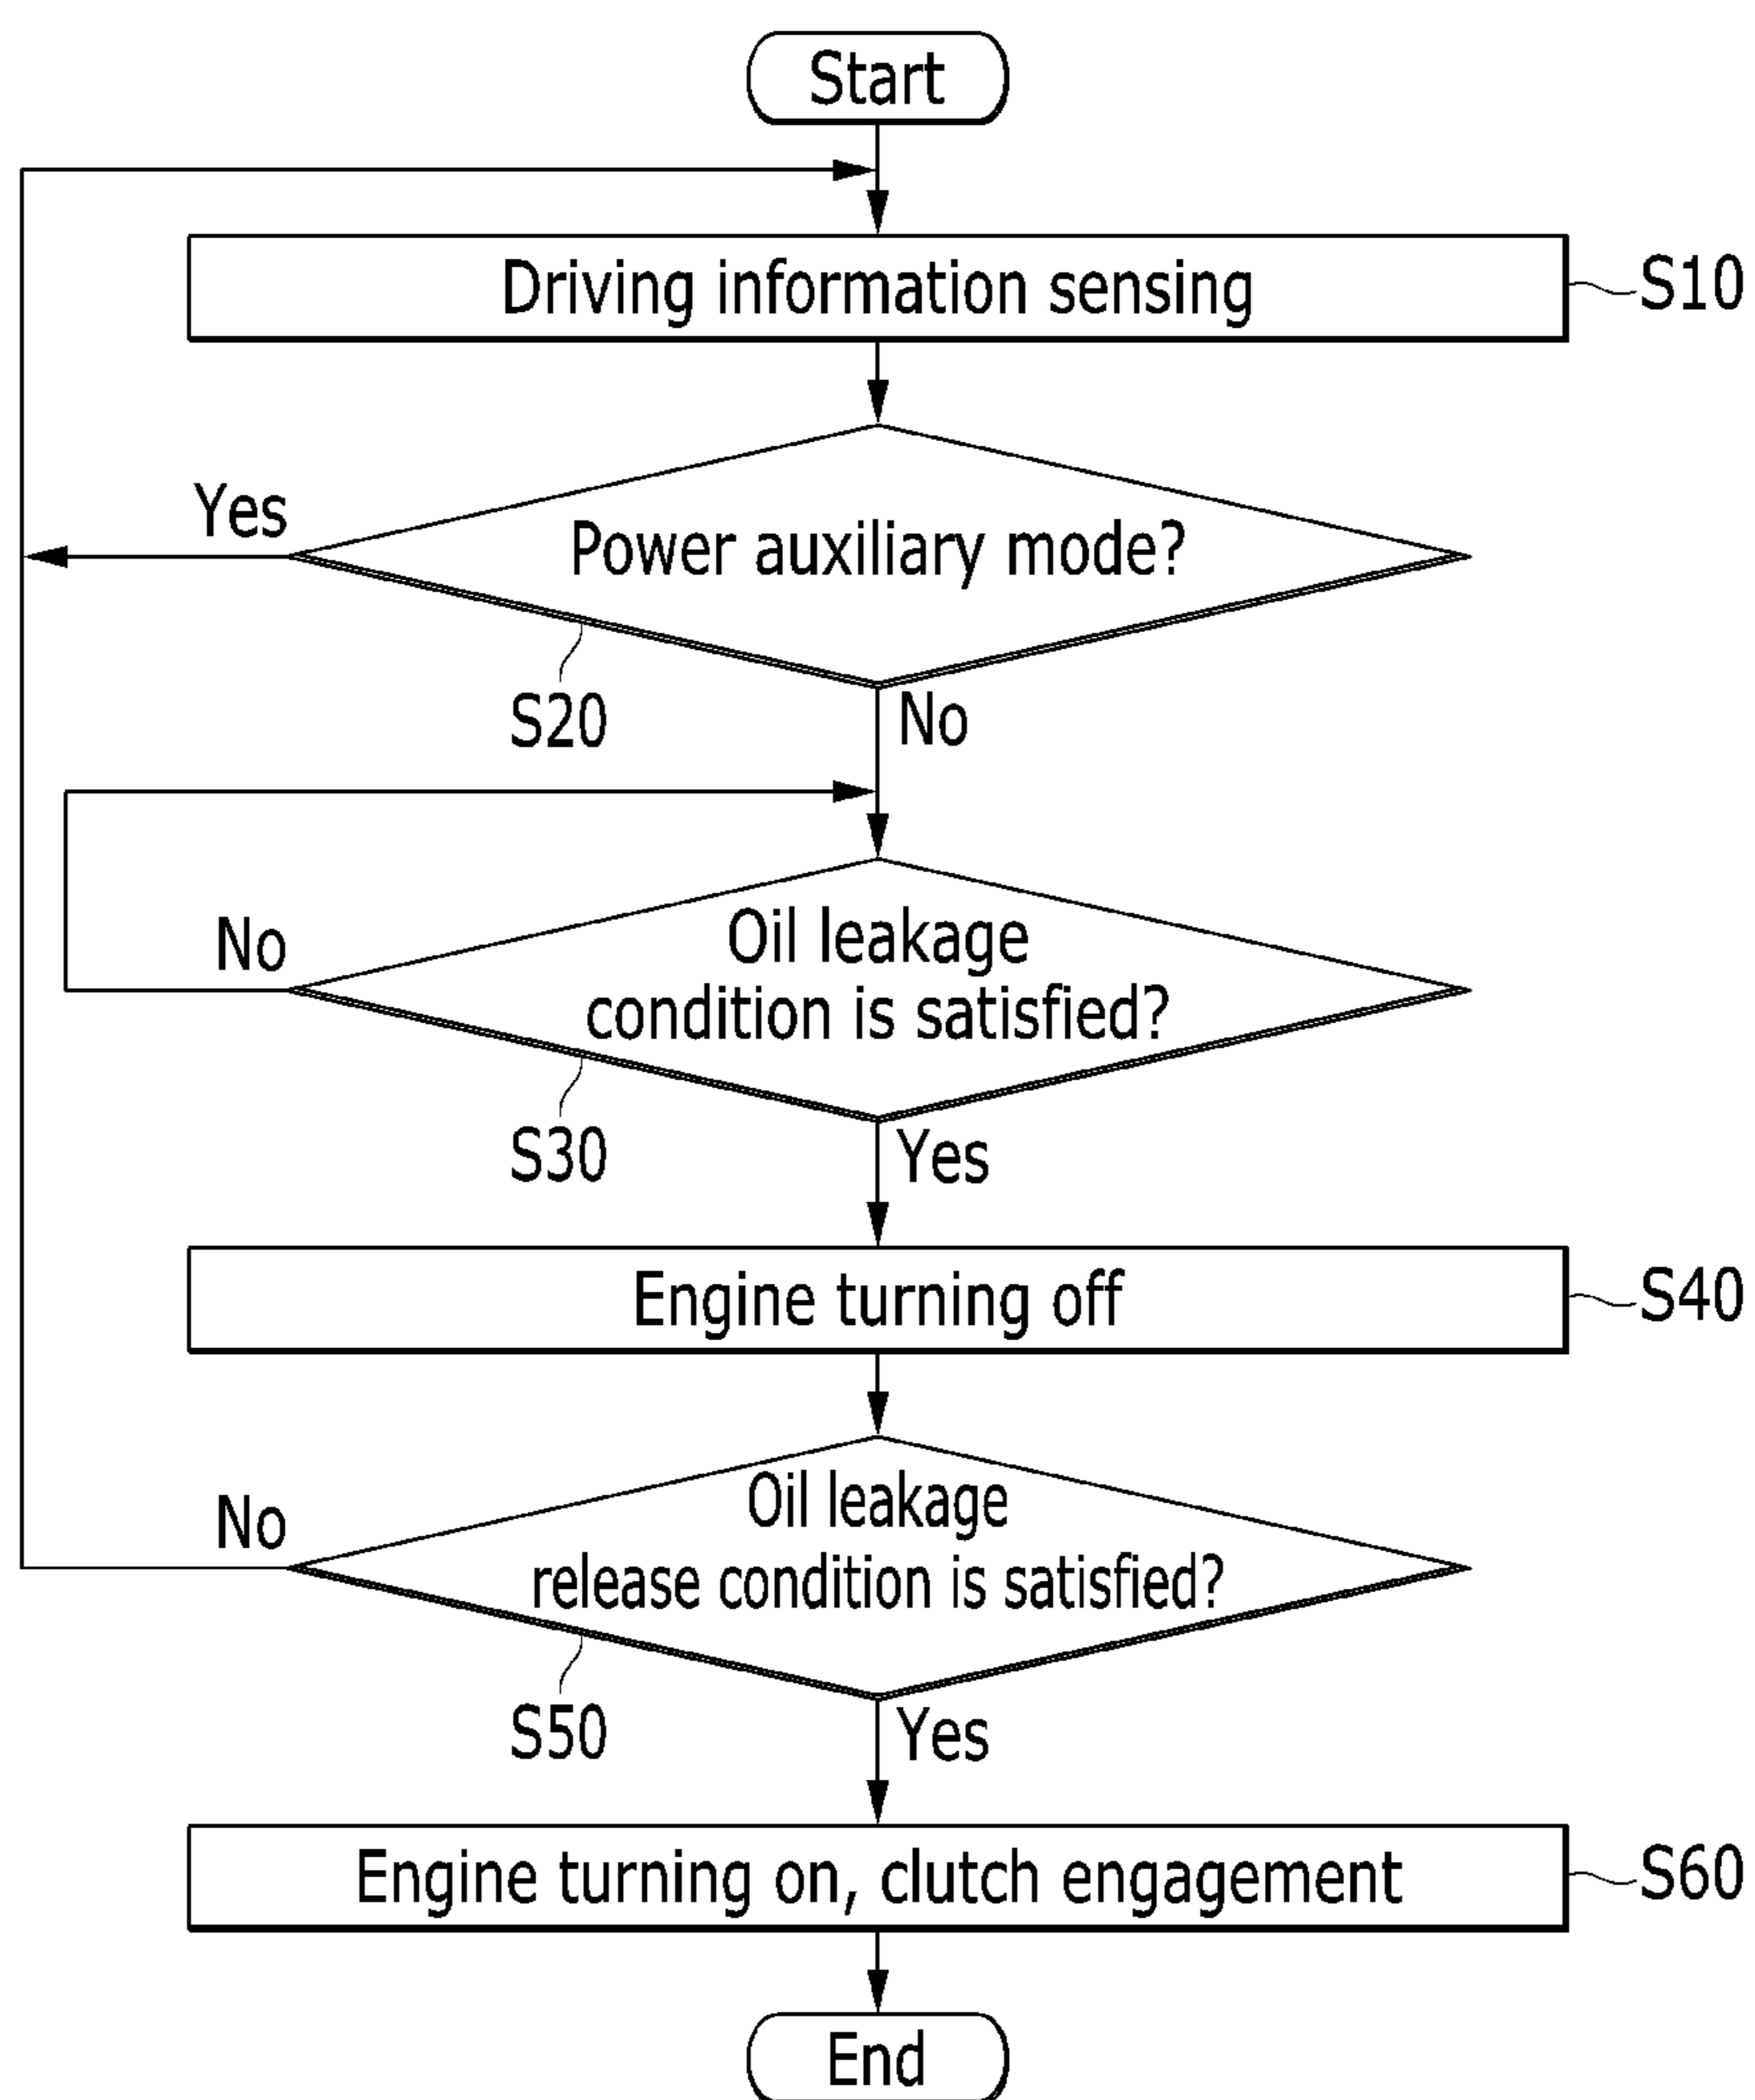 Start
Driving information sensing
S10
Yes
Power auxiliary mode?
S20
No
Oil leakage
No
condition is satisfied?
S30
Yes
Engine turning off
S40
Oil leakage
No
release condition is satisfied?
S50
Yes
Engine turning on, clutch engagement
S60
End